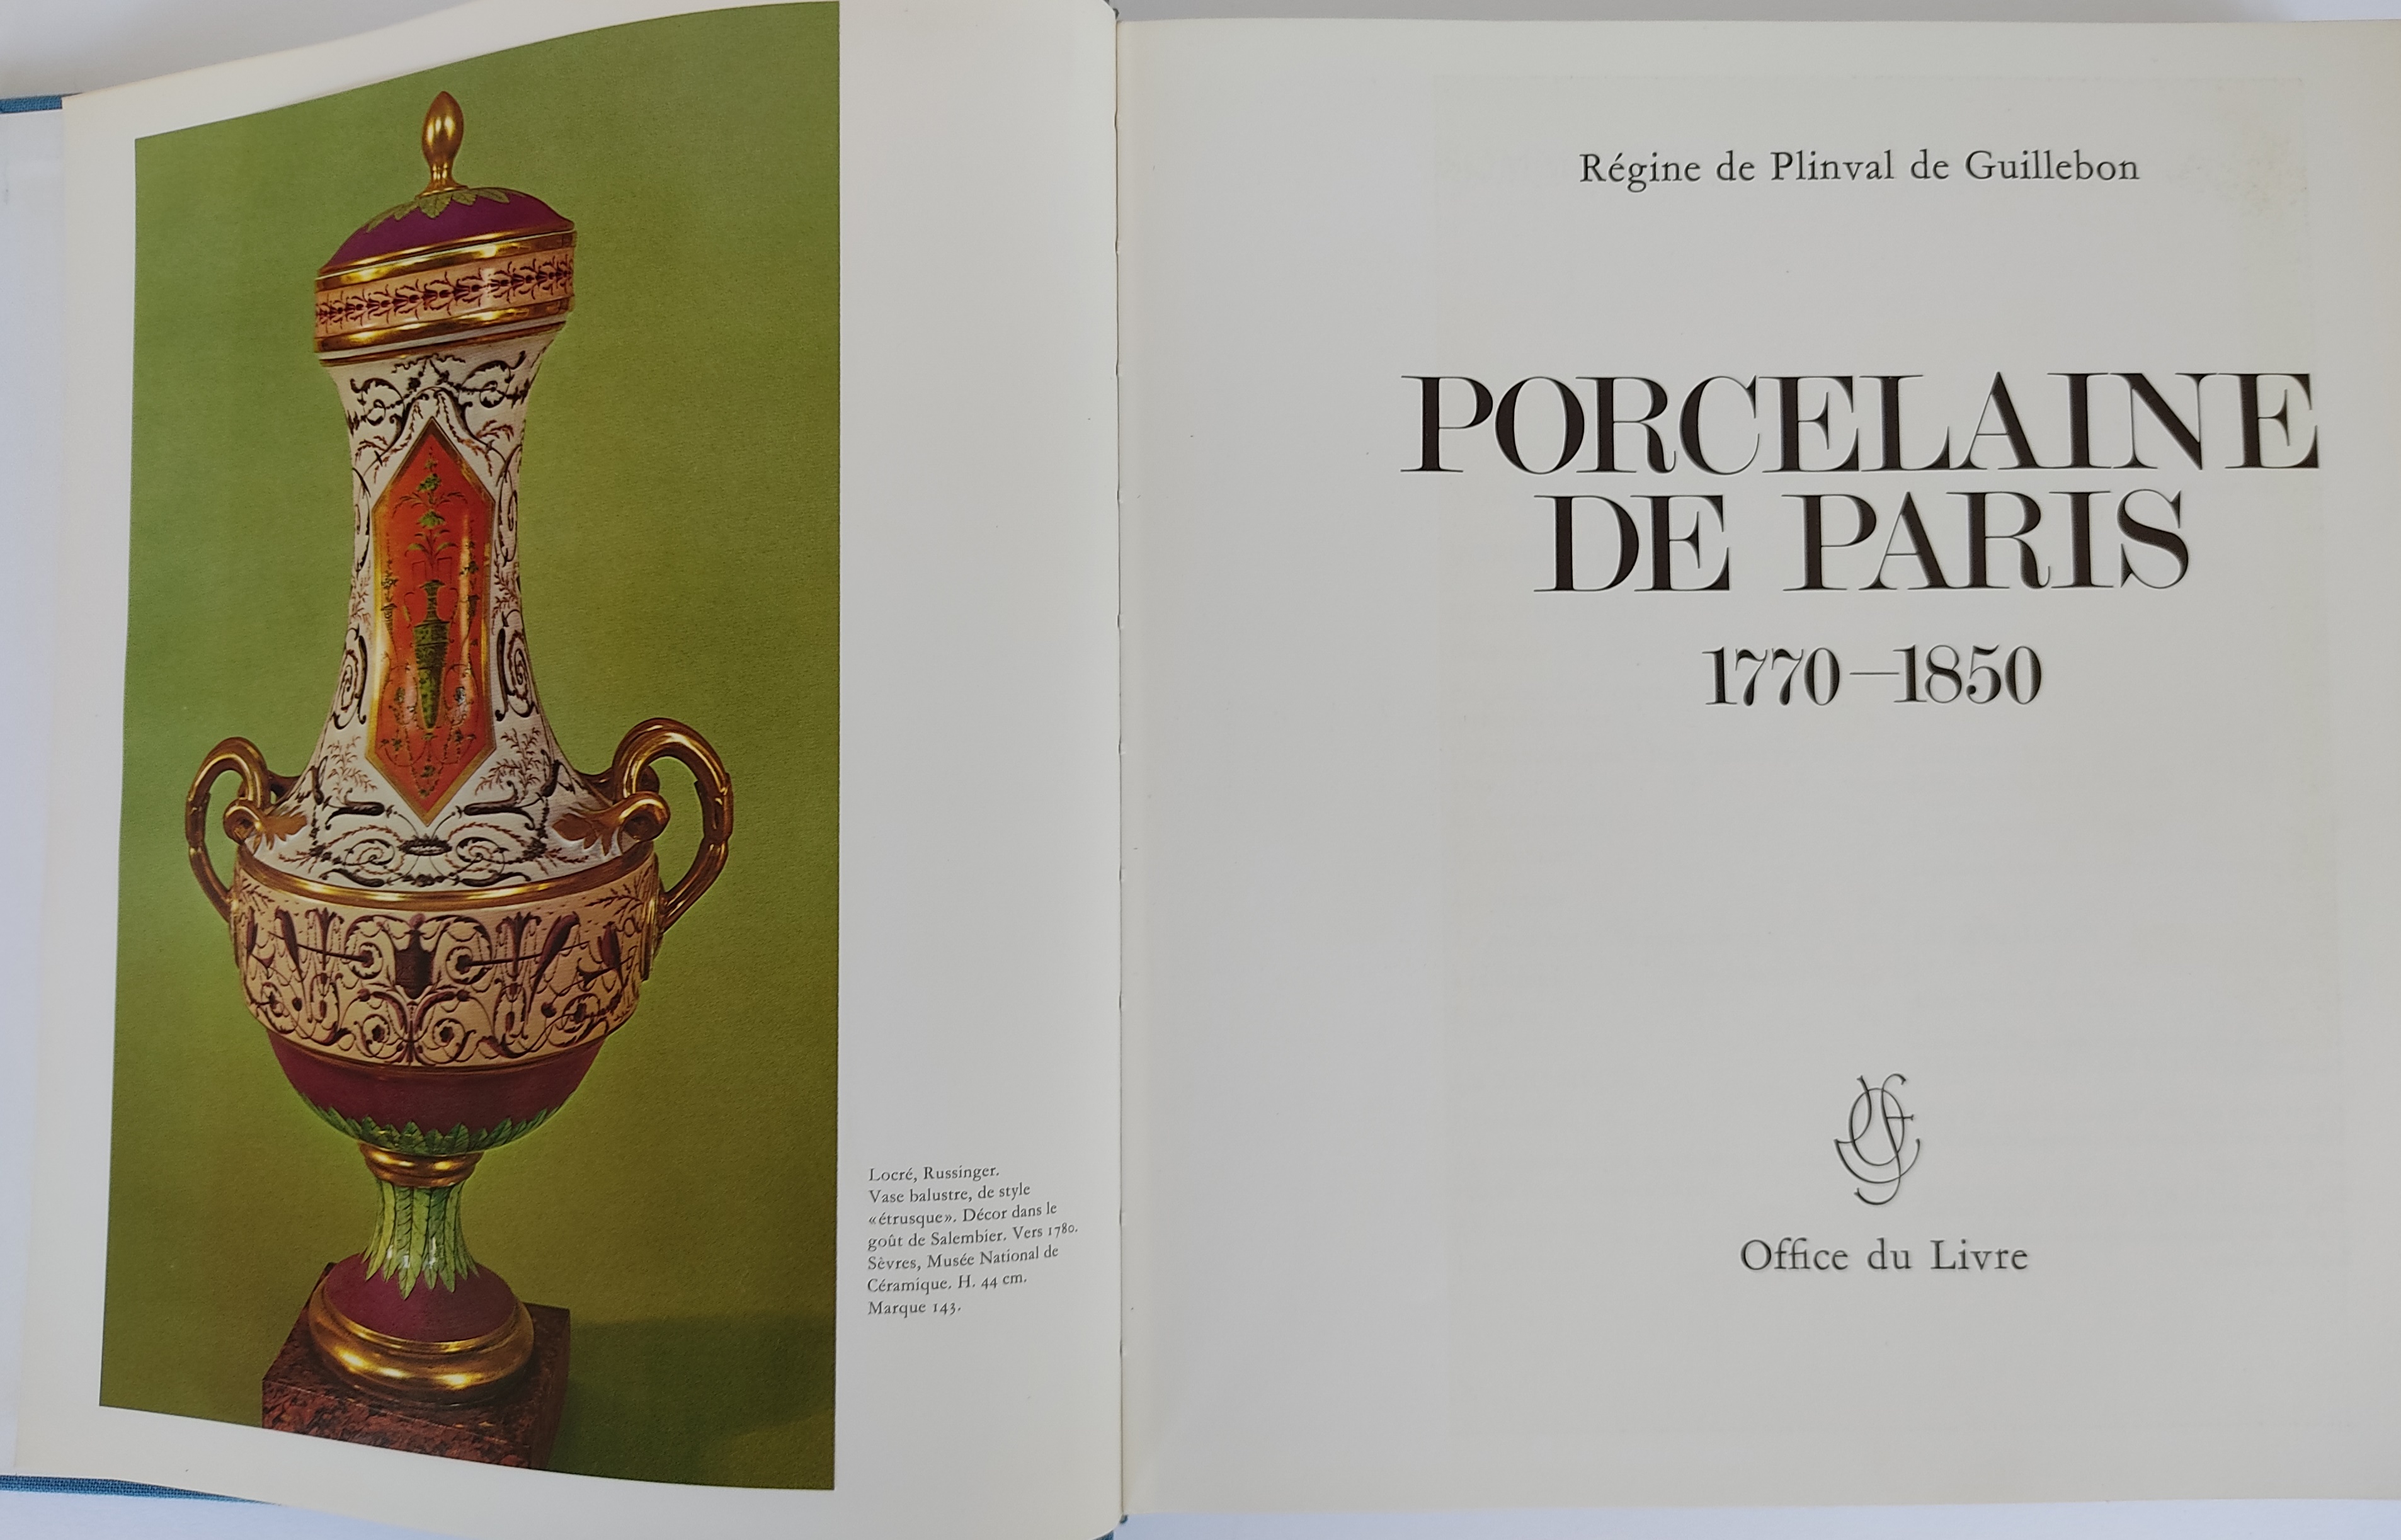 Locré, Russinger.
Vase balustre, de style
«étrusque». Décor dans le
goût de Salembier. Vers 1780.
Sèvres, Musée National de
Céramique. H. 44 cm.
Marque 143.
Régine de Plinval de Guillebon
PORCELAINE
DE PARIS
1770–1850
Office du Livre